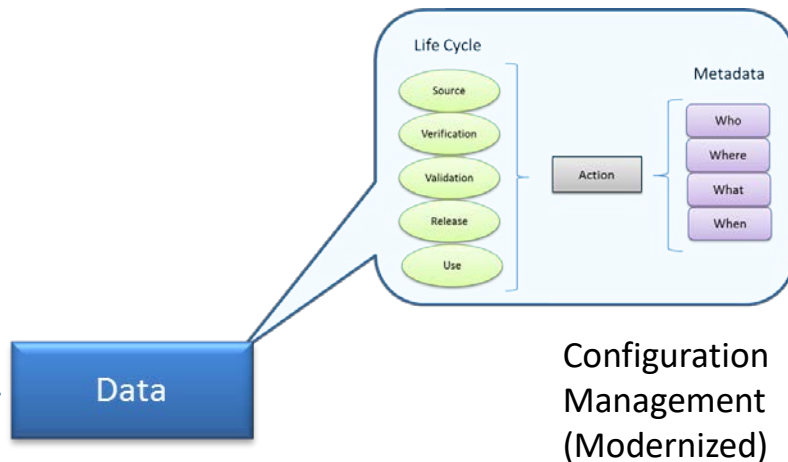 Life Cycle
Source
Verification
Validation
Release
Use
Action
Metadata
Who
Where
What
When
Data
Configuration
Management
(Modernized)